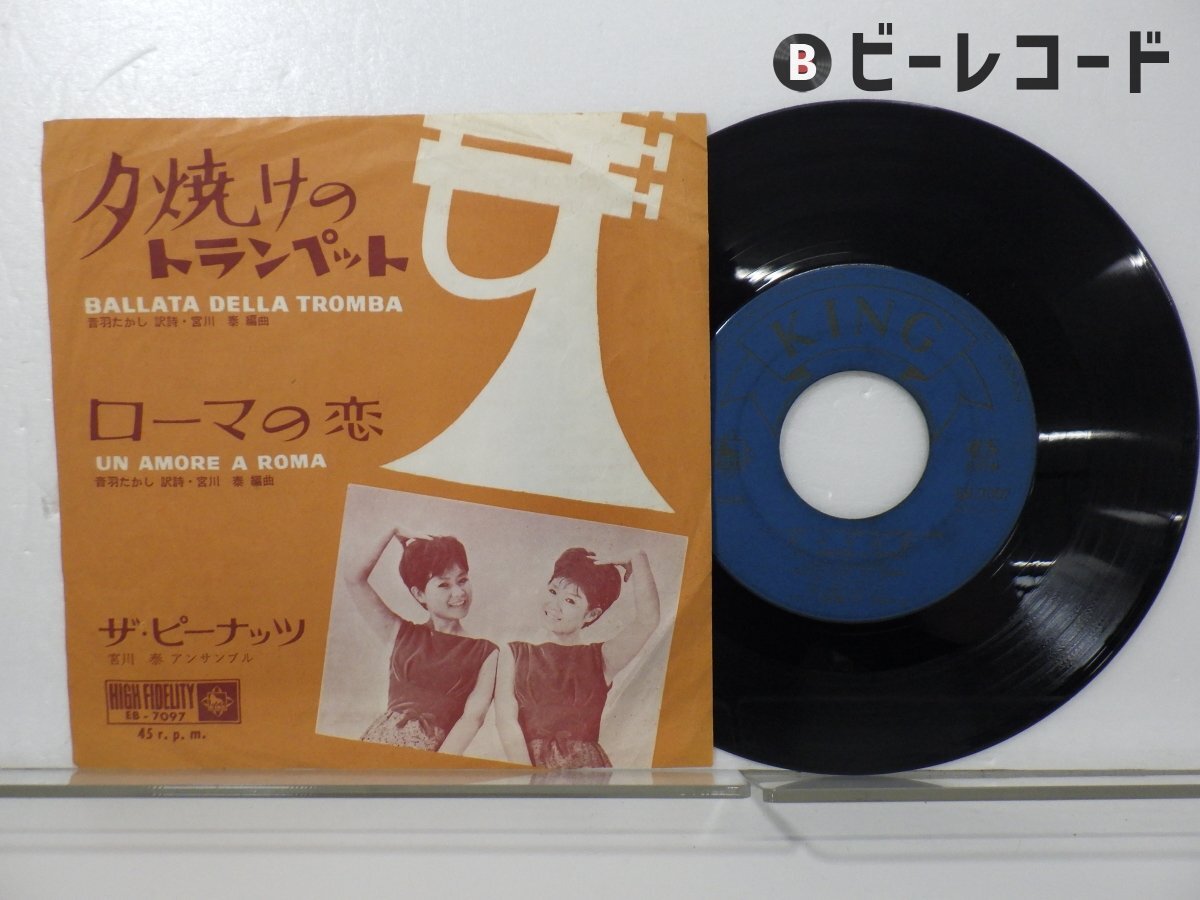 B ビーレコード
夕焼けの
トランペット
BALLATA DELLA TROMBA
音羽たかし 訳詩・宮川 泰 編曲
ローマの恋
UN AMORE A ROMA
音羽たかし 訳詩・宮川 泰 編曲
ザ・ピーナッツ
宮川 泰 アンサンブル
HIGH FIDELITY
EB-7097
45 r.p.m.
KING